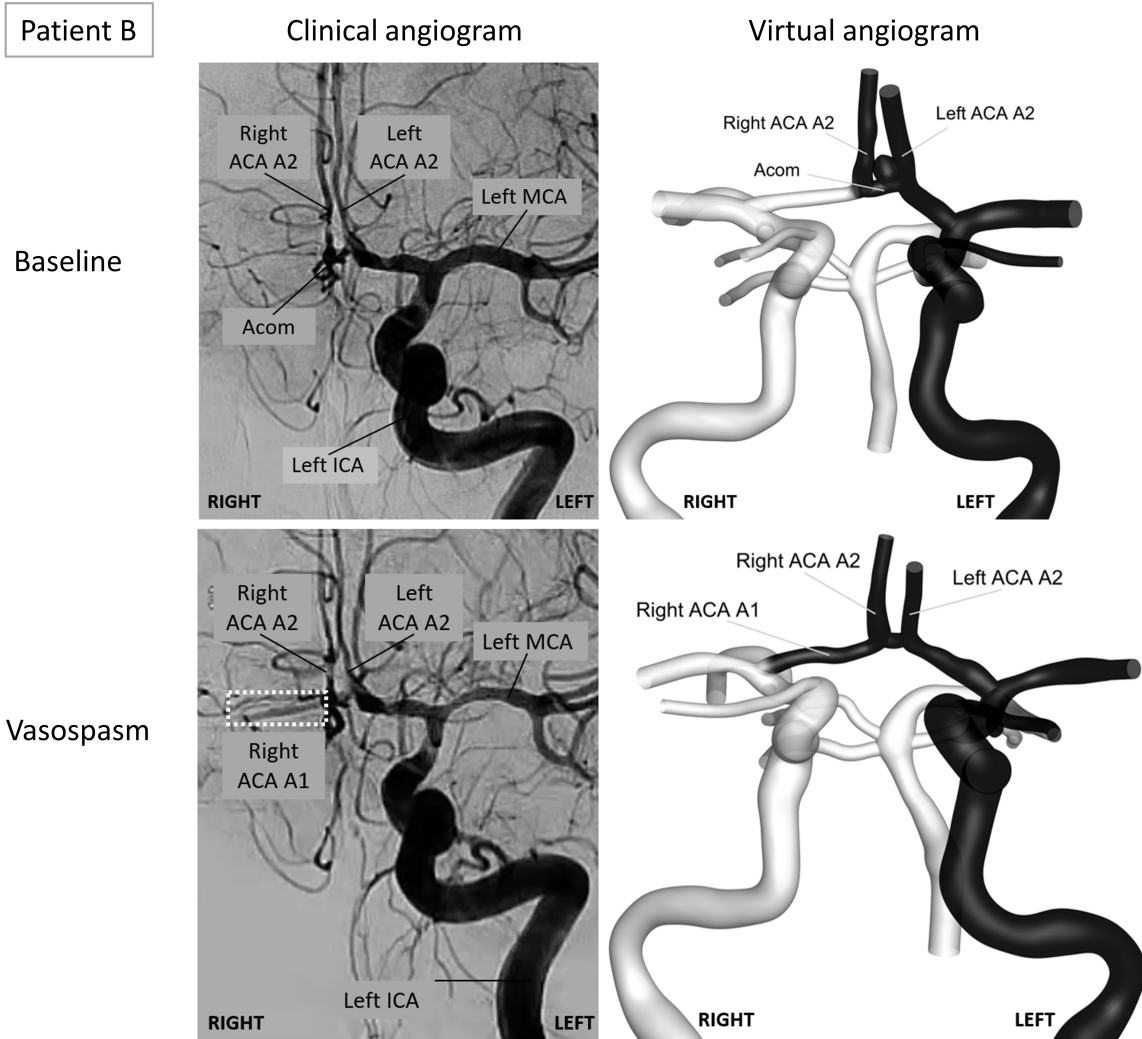 Patient B
Clinical angiogram
Virtual angiogram
Baseline
Right
ACA A2
Left
ACA A2
Left MCA
Acom
Left ICA
RIGHT
LEFT
Right ACA A2
Left ACA A2
Acom
RIGHT
LEFT
Vasospasm
Right
ACA A2
Left
ACA A2
Left MCA
Right
ACA A1
Left ICA
RIGHT
LEFT
Right ACA A2
Left ACA A2
Right ACA A1
RIGHT
LEFT